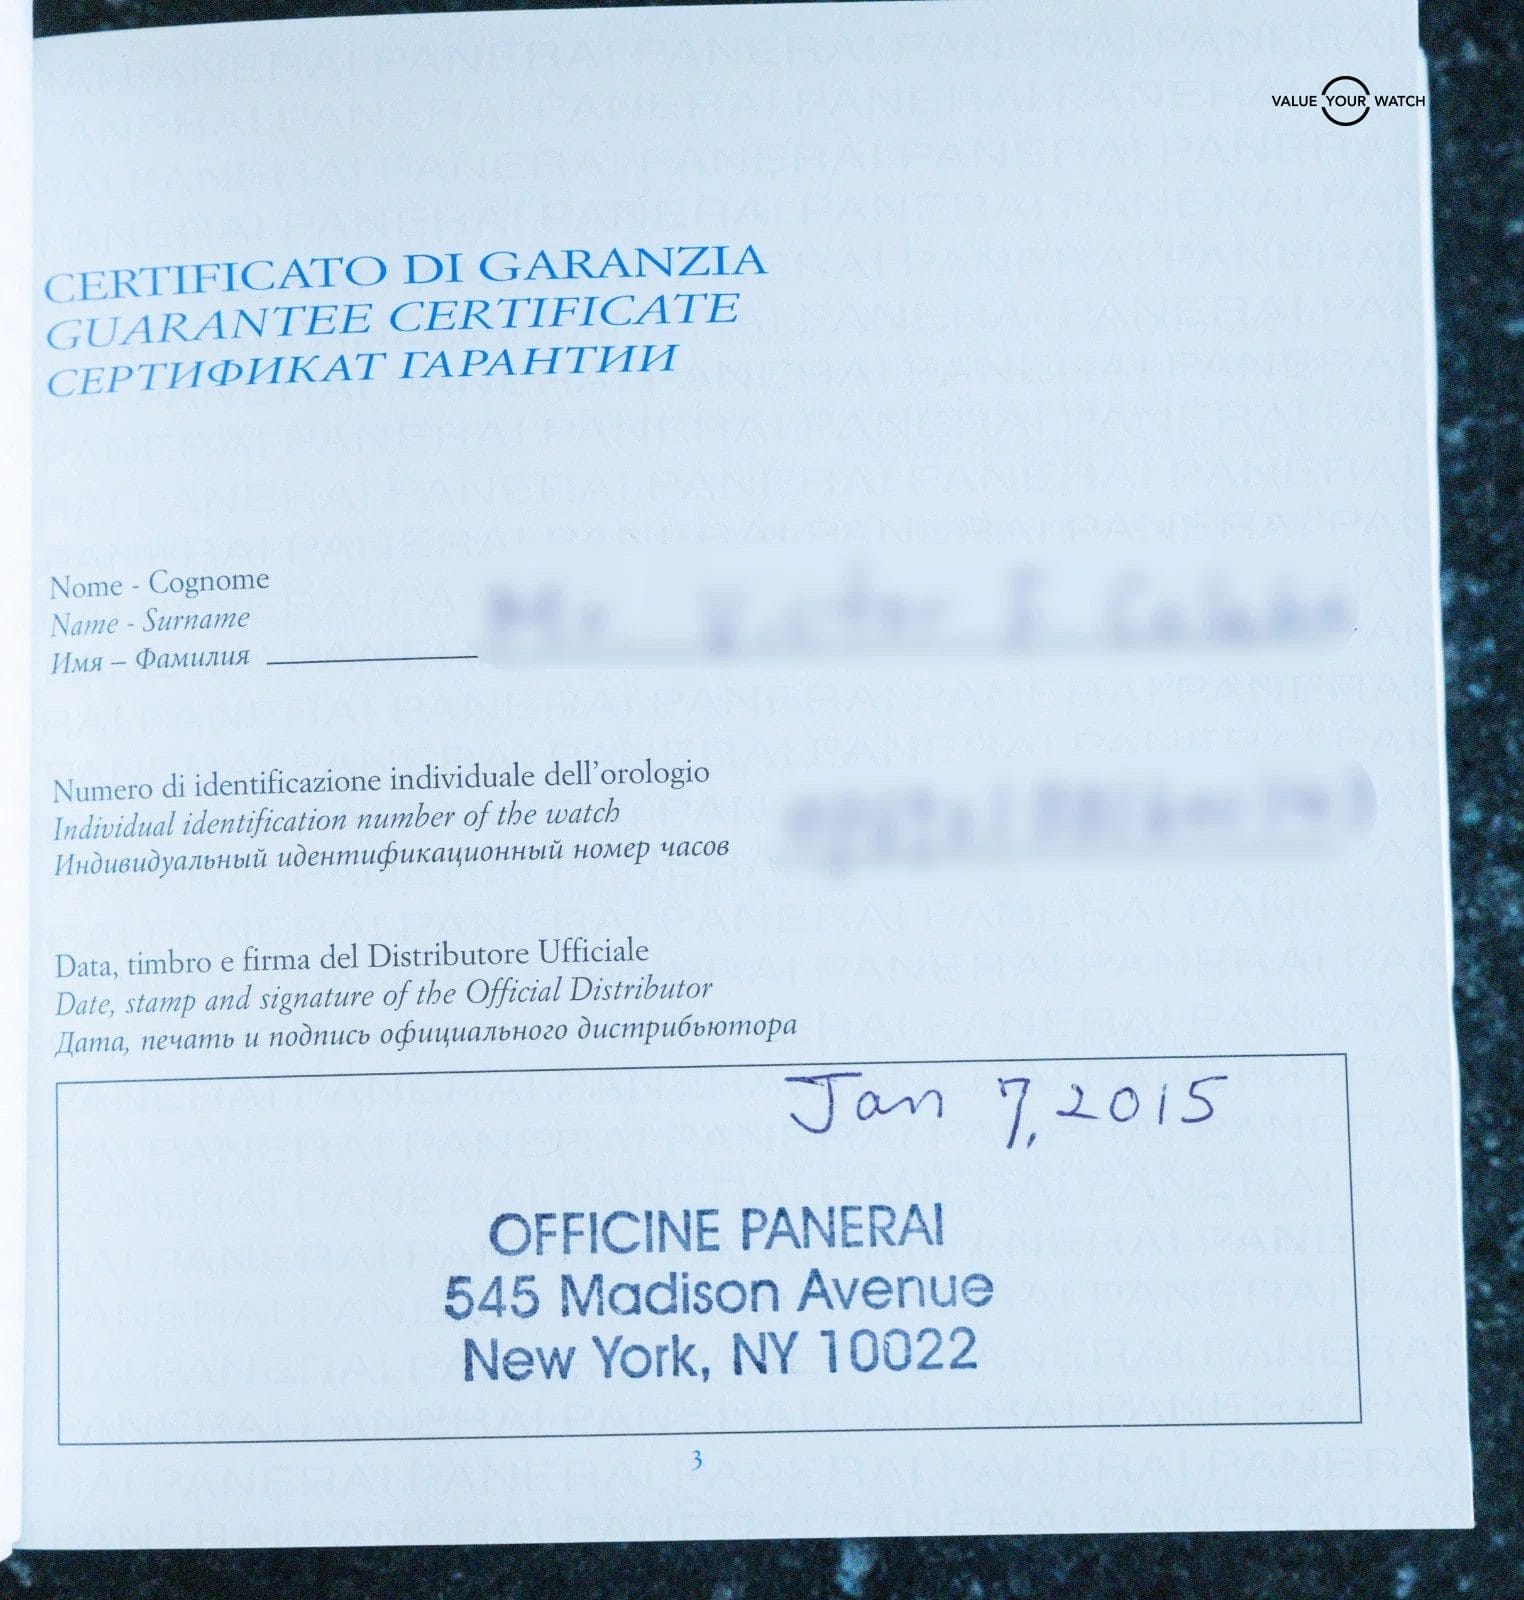 VALUE YOUR WATCH
CERTIFICATO DI GARANZIA
GUARANTEE CERTIFICATE
СЕРТИФИКАТ ГАРАНТИИ
Nome - Cognome
Name - Surname
Имя – Фамилия
Numero di identificazione individuale dell'orologio
Individual identification number of the watch
Индивидуальный идентификационный номер часов
Data, timbro e firma del Distributore Ufficiale
Date, stamp and signature of the Official Distributor
Дата, печать и подпись официального дистрибьютора
Jan 7, 2015
OFFICINE PANERAI
545 Madison Avenue
New York, NY 10022
3